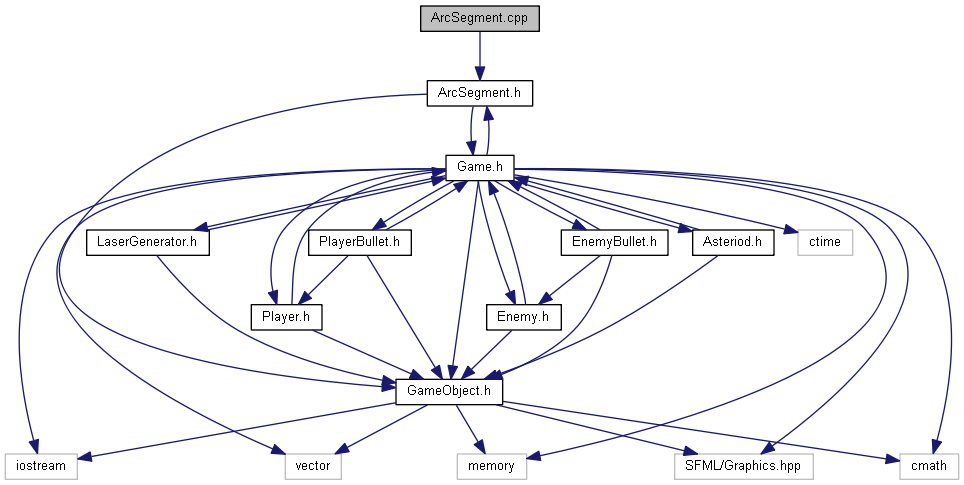 ArcSegment.cpp
ArcSegment.h
Game.h
LaserGenerator.h
PlayerBullet.h
EnemyBullet.h
Asteriod.h
ctime
Player.h
Enemy.h
GameObject.h
iostream
vector
memory
SFML/Graphics.hpp
cmath